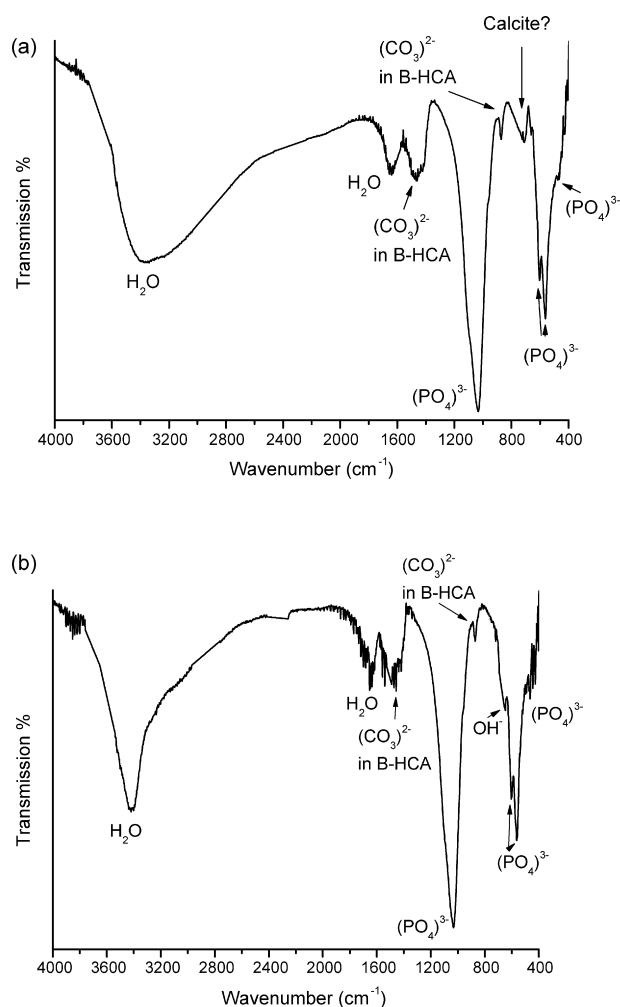 (a)
Calcite?
(CO₃)²⁻
in B-HCA
H₂O
(CO₃)²⁻
in B-HCA
(PO₄)³⁻
H₂O
(PO₄)³⁻
(PO₄)³⁻
Transmission %
4000 3600 3200 2800 2400 2000 1600 1200 800 400
Wavenumber (cm⁻¹)
(b)
(CO₃)²⁻
in B-HCA
H₂O
(PO₄)³⁻
OH⁻
(CO₃)²⁻
in B-HCA
H₂O
(PO₄)³⁻
(PO₄)³⁻
Transmission %
4000 3600 3200 2800 2400 2000 1600 1200 800 400
Wavenumber (cm⁻¹)